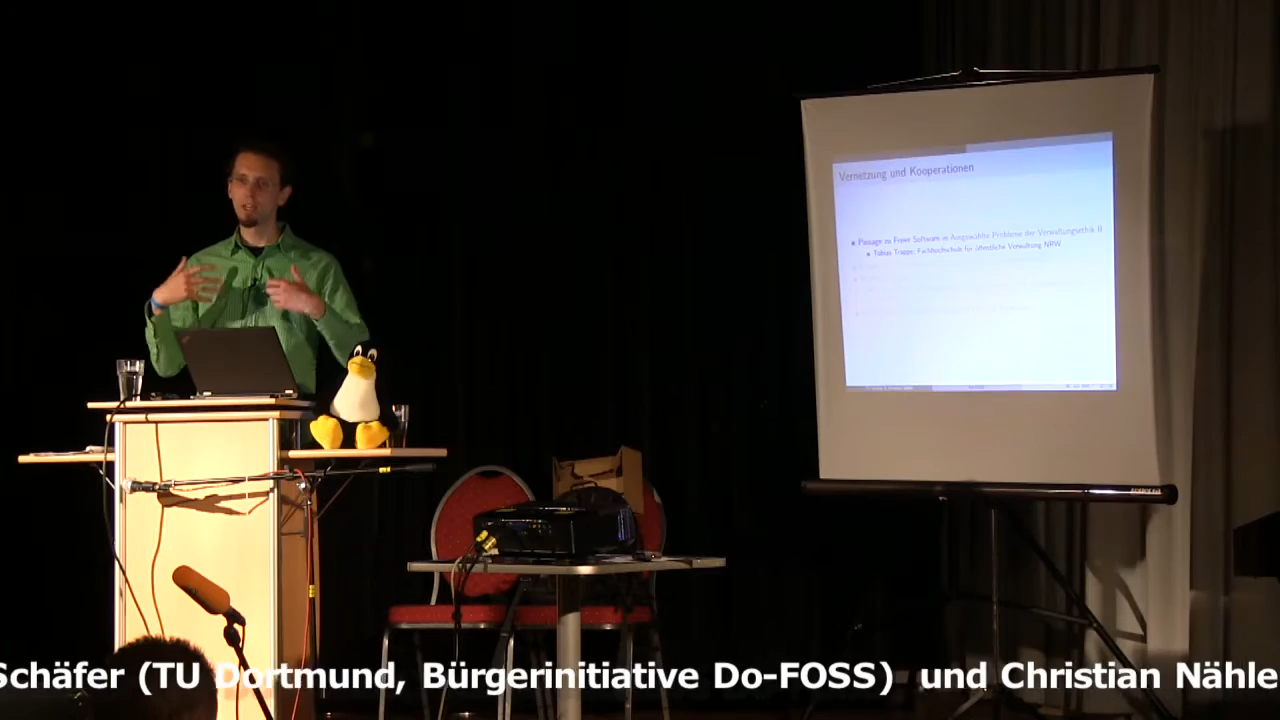 Vernetzung und Kooperationen
Passage zu Freier Software in Ausgewählte Probleme der Verwaltungsethik II
Tobias Trappe: Fachhochschule für öffentliche Verwaltung NRW
Schäfer (TU Dortmund, Bürgerinitiative Do-FOSS) und Christian Nähle